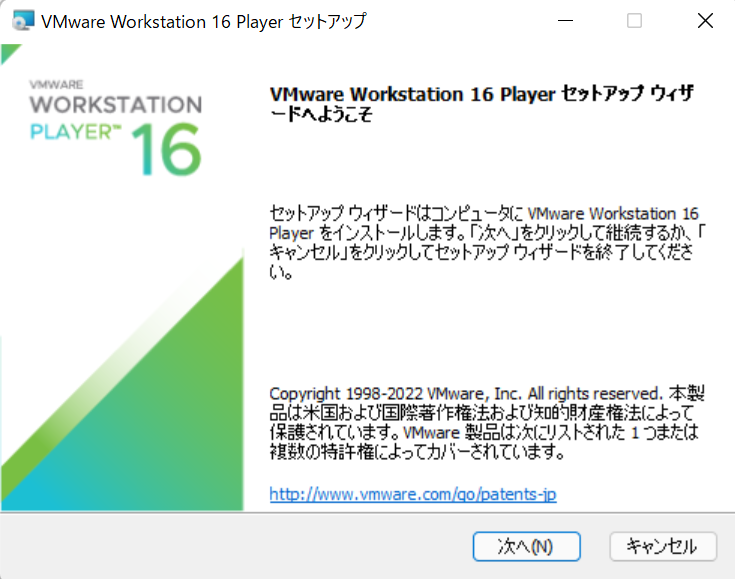 VMware Workstation 16 Player セットアップ
VMWARE
WORKSTATION
PLAYER™ 16
VMware Workstation 16 Player セットアップ ウィザ
ードへようこそ
セットアップ ウィザードはコンピュータに VMware Workstation 16
Player をインストールします。「次へ」をクリックして継続するか、「
キャンセル」をクリックしてセットアップ ウィザードを終了してくださ
い。
Copyright 1998-2022 VMware, Inc. All rights reserved. 本製
品は米国および国際著作権法および知的財産権法によって
保護されています。VMware 製品は次にリストされた 1 つまたは
複数の特許権によってカバーされています。
http://www.vmware.com/go/patents-jp
次へ(N)
キャンセル